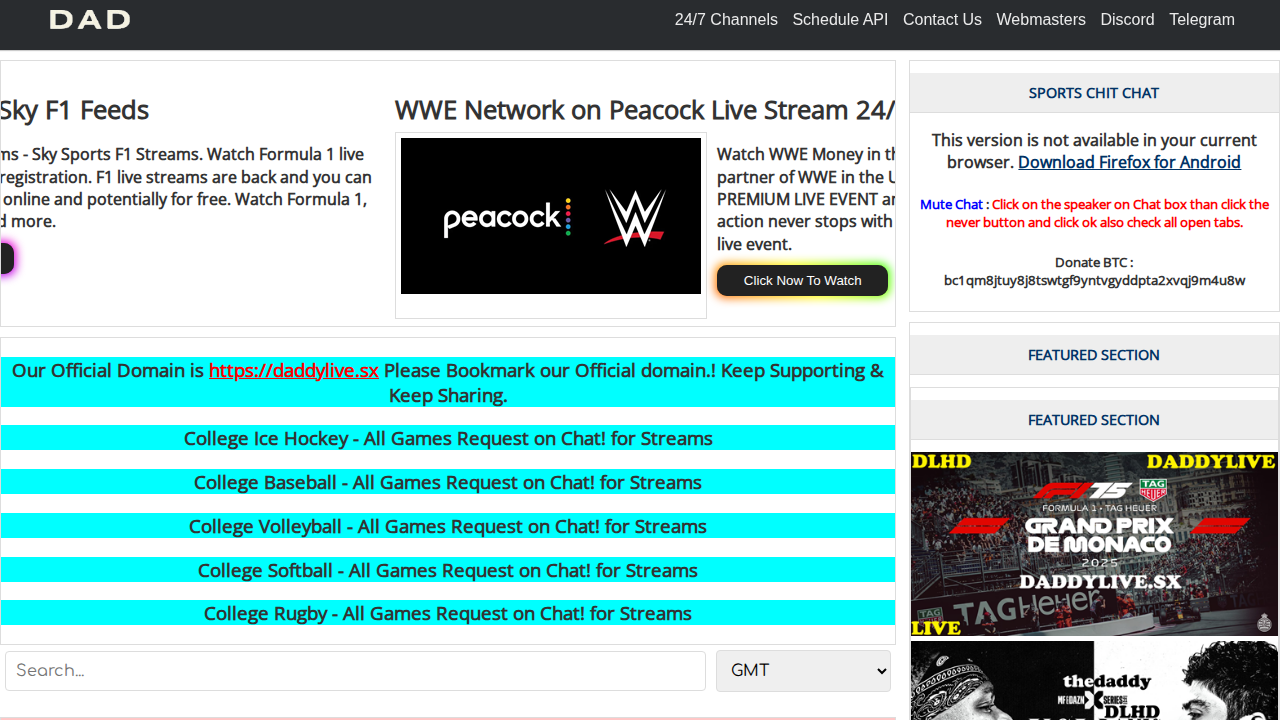 DAD
24/7 Channels Schedule API Contact Us Webmasters Discord Telegram
Sky F1 Feeds
ms - Sky Sports F1 Streams. Watch Formula 1 live
registration. F1 live streams are back and you can
online and potentially for free. Watch Formula 1,
d more.
WWE Network on Peacock Live Stream 24/
peacock
W
Watch WWE Money in th
partner of WWE in the U
PREMIUM LIVE EVENT an
action never stops with
live event.
Click Now To Watch
Our Official Domain is https://daddylive.sx Please Bookmark our Official domain.! Keep Supporting &
Keep Sharing.
College Ice Hockey - All Games Request on Chat! for Streams
College Baseball - All Games Request on Chat! for Streams
College Volleyball - All Games Request on Chat! for Streams
College Softball - All Games Request on Chat! for Streams
College Rugby - All Games Request on Chat! for Streams
Search...
GMT
SPORTS CHIT CHAT
This version is not available in your current
browser. Download Firefox for Android
Mute Chat : Click on the speaker on Chat box than click the
never button and click ok also check all open tabs.
Donate BTC :
bc1qm8jtuy8j8tswtgf9yntvgyddpta2xvqj9m4u8w
FEATURED SECTION
FEATURED SECTION
DLHD DADDYLIVE
F1 75 TAG HEUER
FORMULA 1 • TAG HEUER
GRAND PRIX
DE MONACO
2025
DADDYLIVE.SX
TAGHeuer
LIVE
thedaddy
MF|DAZN X SERIES
DLHD